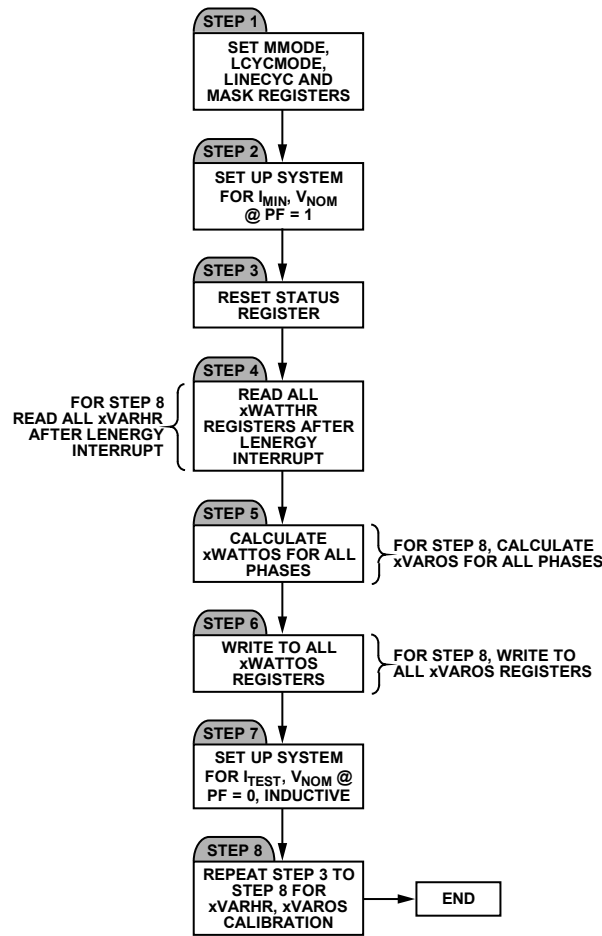 STEP 1
SET MMODE,
LCYCMODE,
LINECYC AND
MASK REGISTERS
STEP 2
SET UP SYSTEM
FOR IMIN, VNOM
@ PF = 1
STEP 3
RESET STATUS
REGISTER
STEP 4
READ ALL
xWATTHR
REGISTERS AFTER
LENERGY
INTERRUPT
FOR STEP 8
READ ALL xVARHR
AFTER LENERGY
INTERRUPT
STEP 5
CALCULATE
xWATTOS FOR ALL
PHASES
FOR STEP 8, CALCULATE
xVAROS FOR ALL PHASES
STEP 6
WRITE TO ALL
xWATTOS
REGISTERS
FOR STEP 8, WRITE TO
ALL xVAROS REGISTERS
STEP 7
SET UP SYSTEM
FOR ITEST, VNOM @
PF = 0, INDUCTIVE
STEP 8
REPEAT STEP 3 TO
STEP 8 FOR
xVARHR, xVAROS
CALIBRATION
END